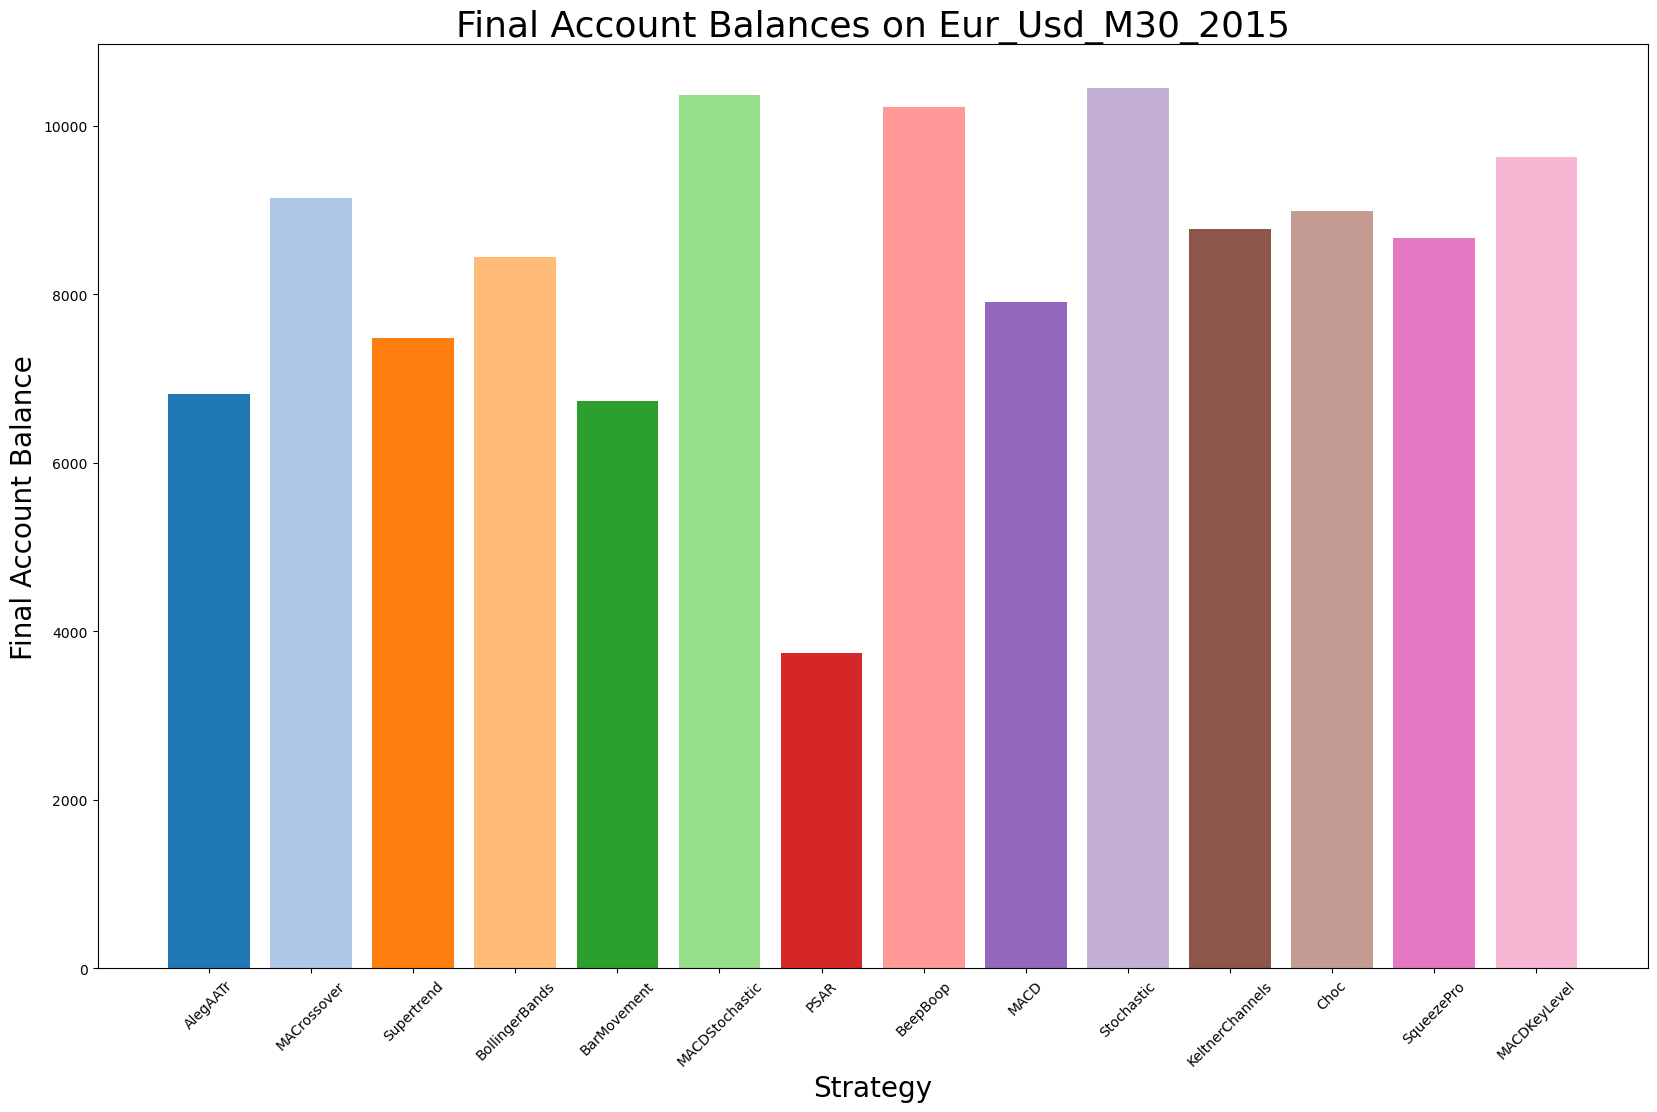 Final Account Balances on Eur_Usd_M30_2015
Final Account Balance
10000
8000
6000
4000
2000
0
AlegAATr
MACrossover
Supertrend
BollingerBands
BarMovement
MACDStochastic
PSAR
BeepBoop
MACD
Stochastic
KeltnerChannels
Choc
SqueezePro
MACDKeyLevel
Strategy